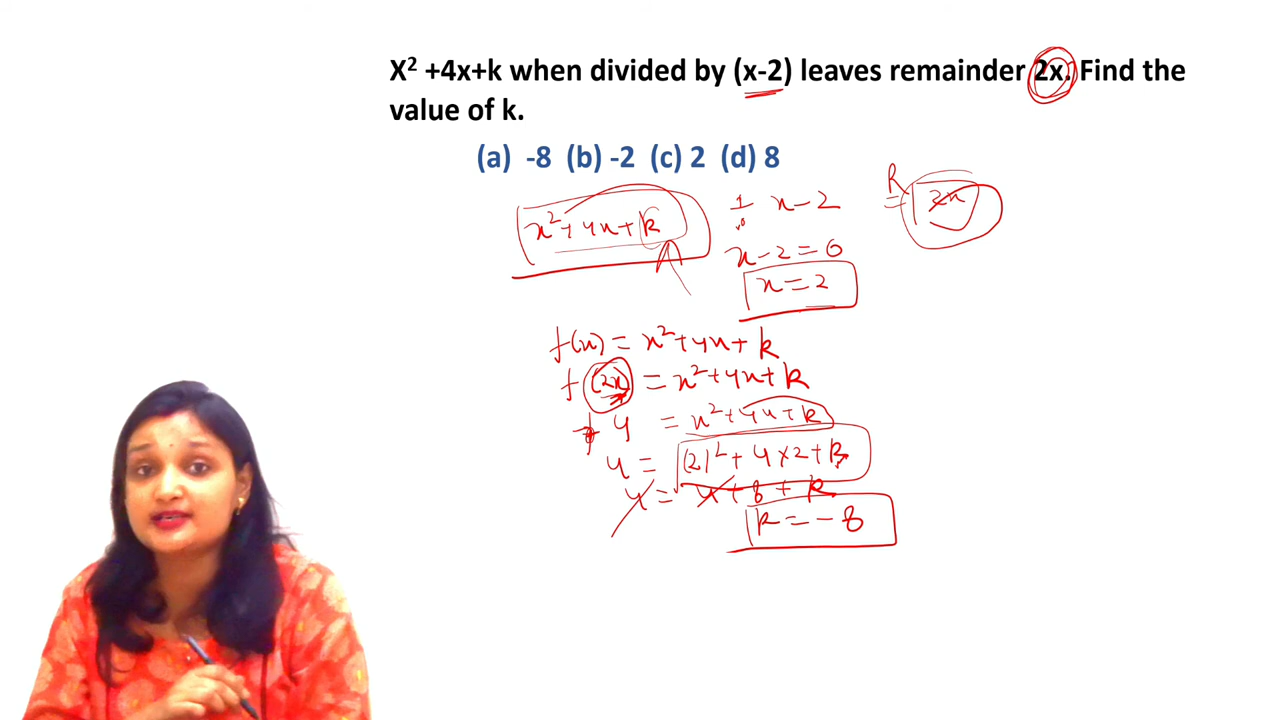 X² +4x+k when divided by (x-2) leaves remainder 2x. Find the
value of k.
(a) -8 (b) -2 (c) 2 (d) 8
x²+4x+k ÷ x-2 R = 2x
x-2=0
x=2
f(x) = x²+4x+k
f(2x) = x²+4x+k
4 = x²+4x+k
4 = (2)²+4×2+k
4 = 4+8+k
k=-8